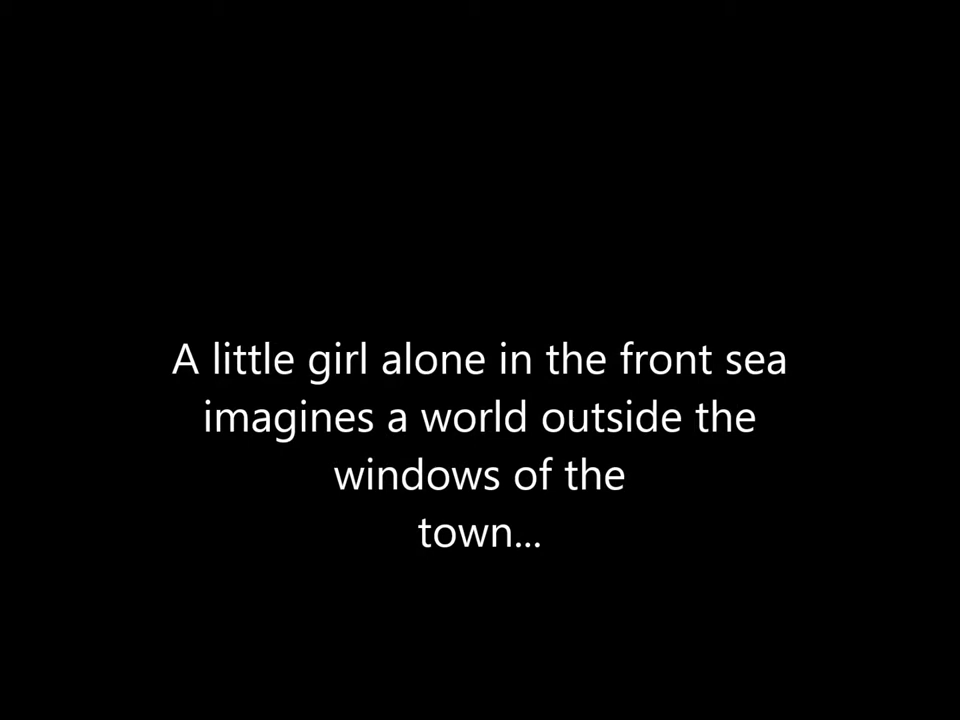 A little girl alone in the front sea
imagines a world outside the
windows of the
town...